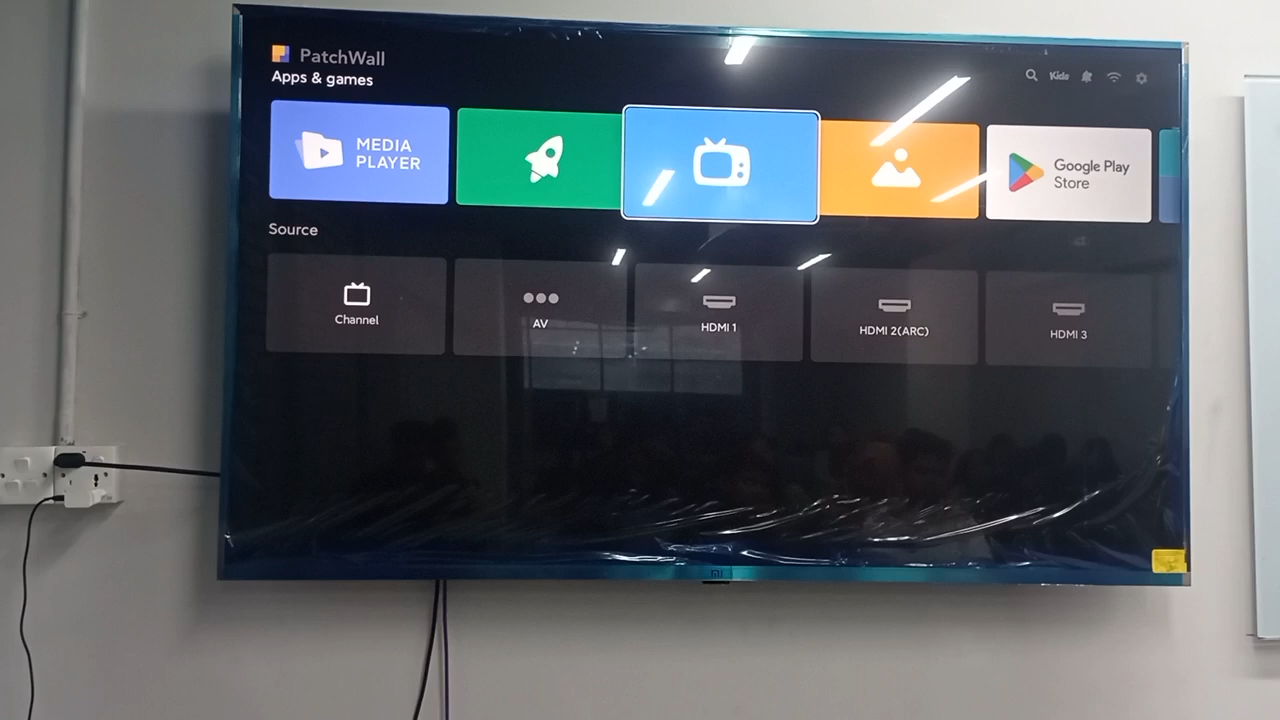 PatchWall
Apps & games
Kids
MEDIA
PLAYER
Google Play
Store
Source
Channel
AV
HDMI 1
HDMI 2(ARC)
HDMI 3
mi